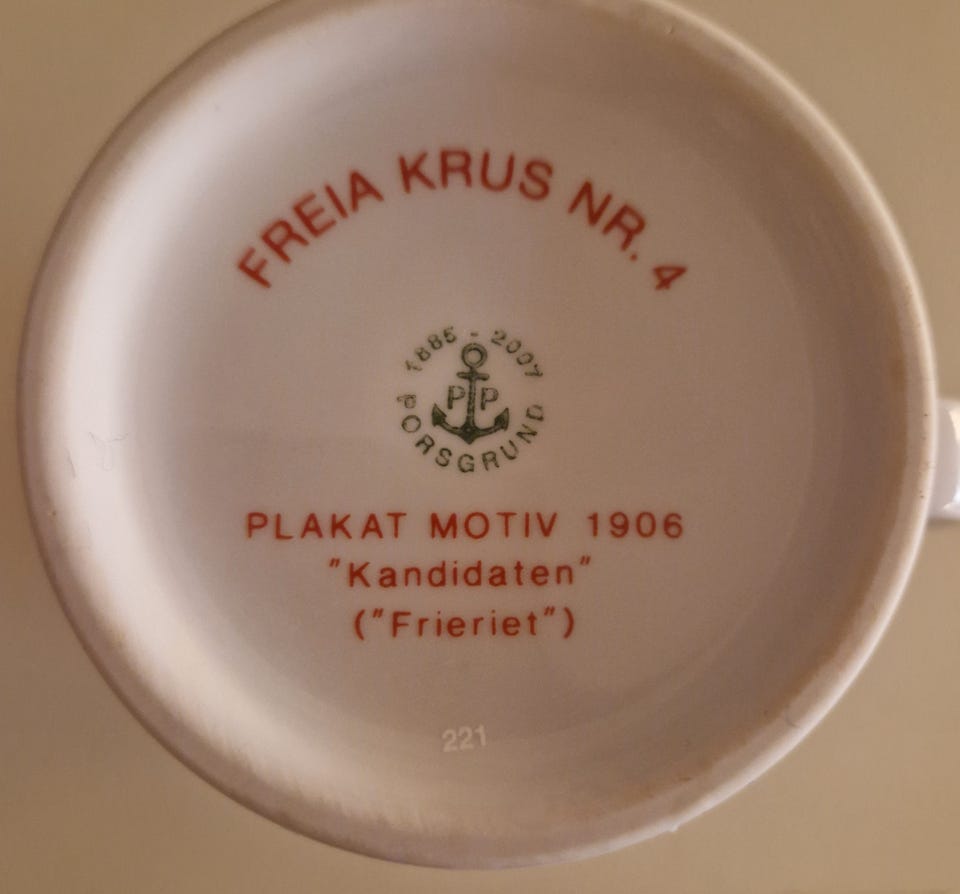 FREIA KRUS NR. 4
1885 - 2007
P P
PORSGRUND
PLAKAT MOTIV 1906
"Kandidaten"
("Frieriet")
221